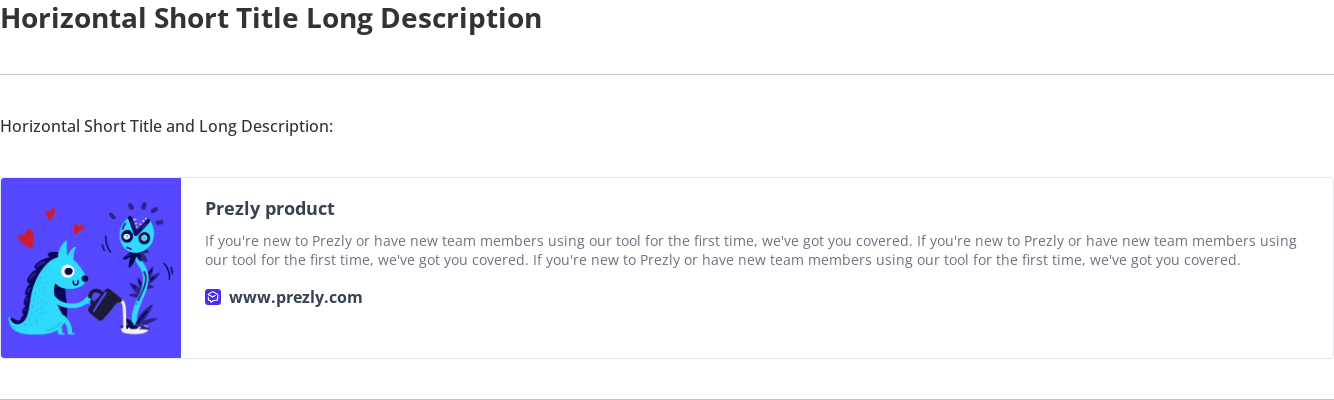 Horizontal Short Title Long Description
Horizontal Short Title and Long Description:
Prezly product
If you're new to Prezly or have new team members using our tool for the first time, we've got you covered. If you're new to Prezly or have new team members using
our tool for the first time, we've got you covered. If you're new to Prezly or have new team members using our tool for the first time, we've got you covered.
www.prezly.com